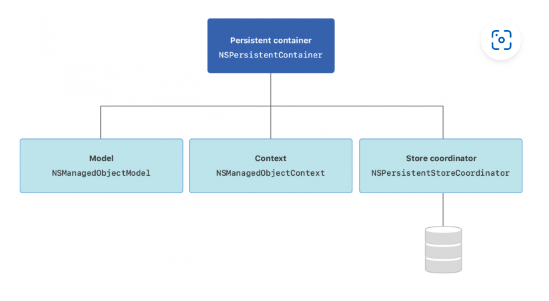 Persistent container
NSPersistentContainer
Model
NSManagedObjectModel
Context
NSManagedObjectContext
Store coordinator
NSPersistentStoreCoordinator